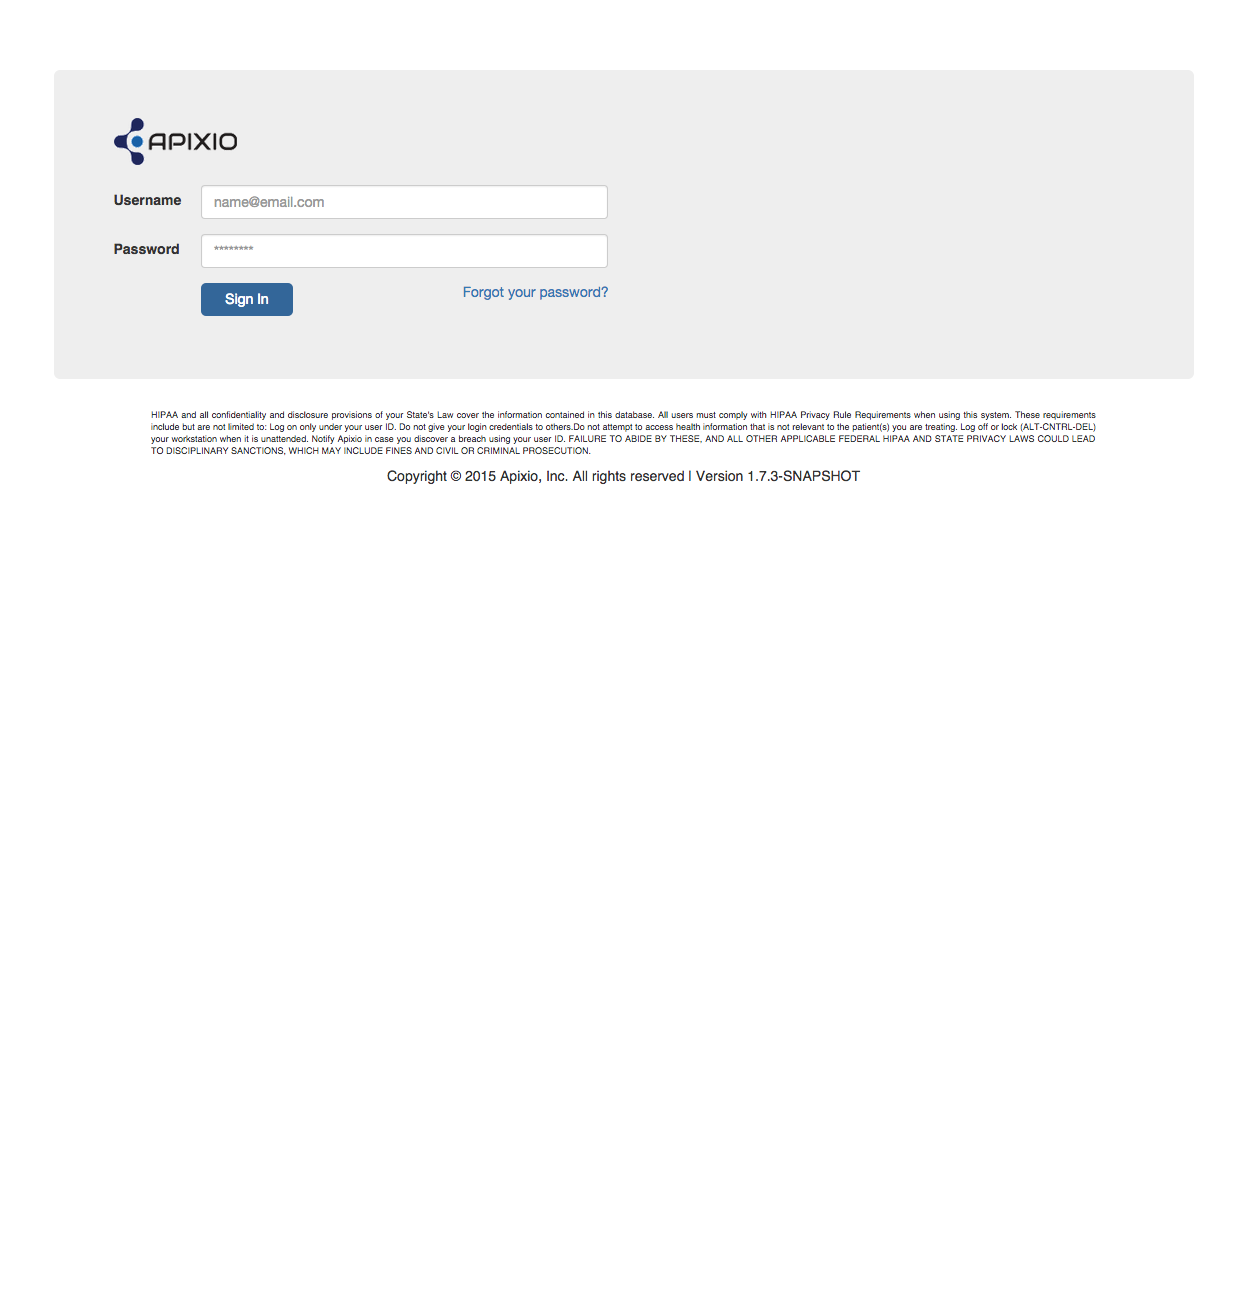 APIXIO
Username
name@email.com
Password
********
Sign In
Forgot your password?
HIPAA and all confidentiality and disclosure provisions of your State's Law cover the information contained in this database. All users must comply with HIPAA Privacy Rule Requirements when using this system. These requirements
include but are not limited to: Log on only under your user ID. Do not give your login credentials to others.Do not attempt to access health information that is not relevant to the patient(s) you are treating. Log off or lock (ALT-CNTRL-DEL)
your workstation when it is unattended. Notify Apixio in case you discover a breach using your user ID. FAILURE TO ABIDE BY THESE, AND ALL OTHER APPLICABLE FEDERAL HIPAA AND STATE PRIVACY LAWS COULD LEAD
TO DISCIPLINARY SANCTIONS, WHICH MAY INCLUDE FINES AND CIVIL OR CRIMINAL PROSECUTION.
Copyright © 2015 Apixio, Inc. All rights reserved | Version 1.7.3-SNAPSHOT